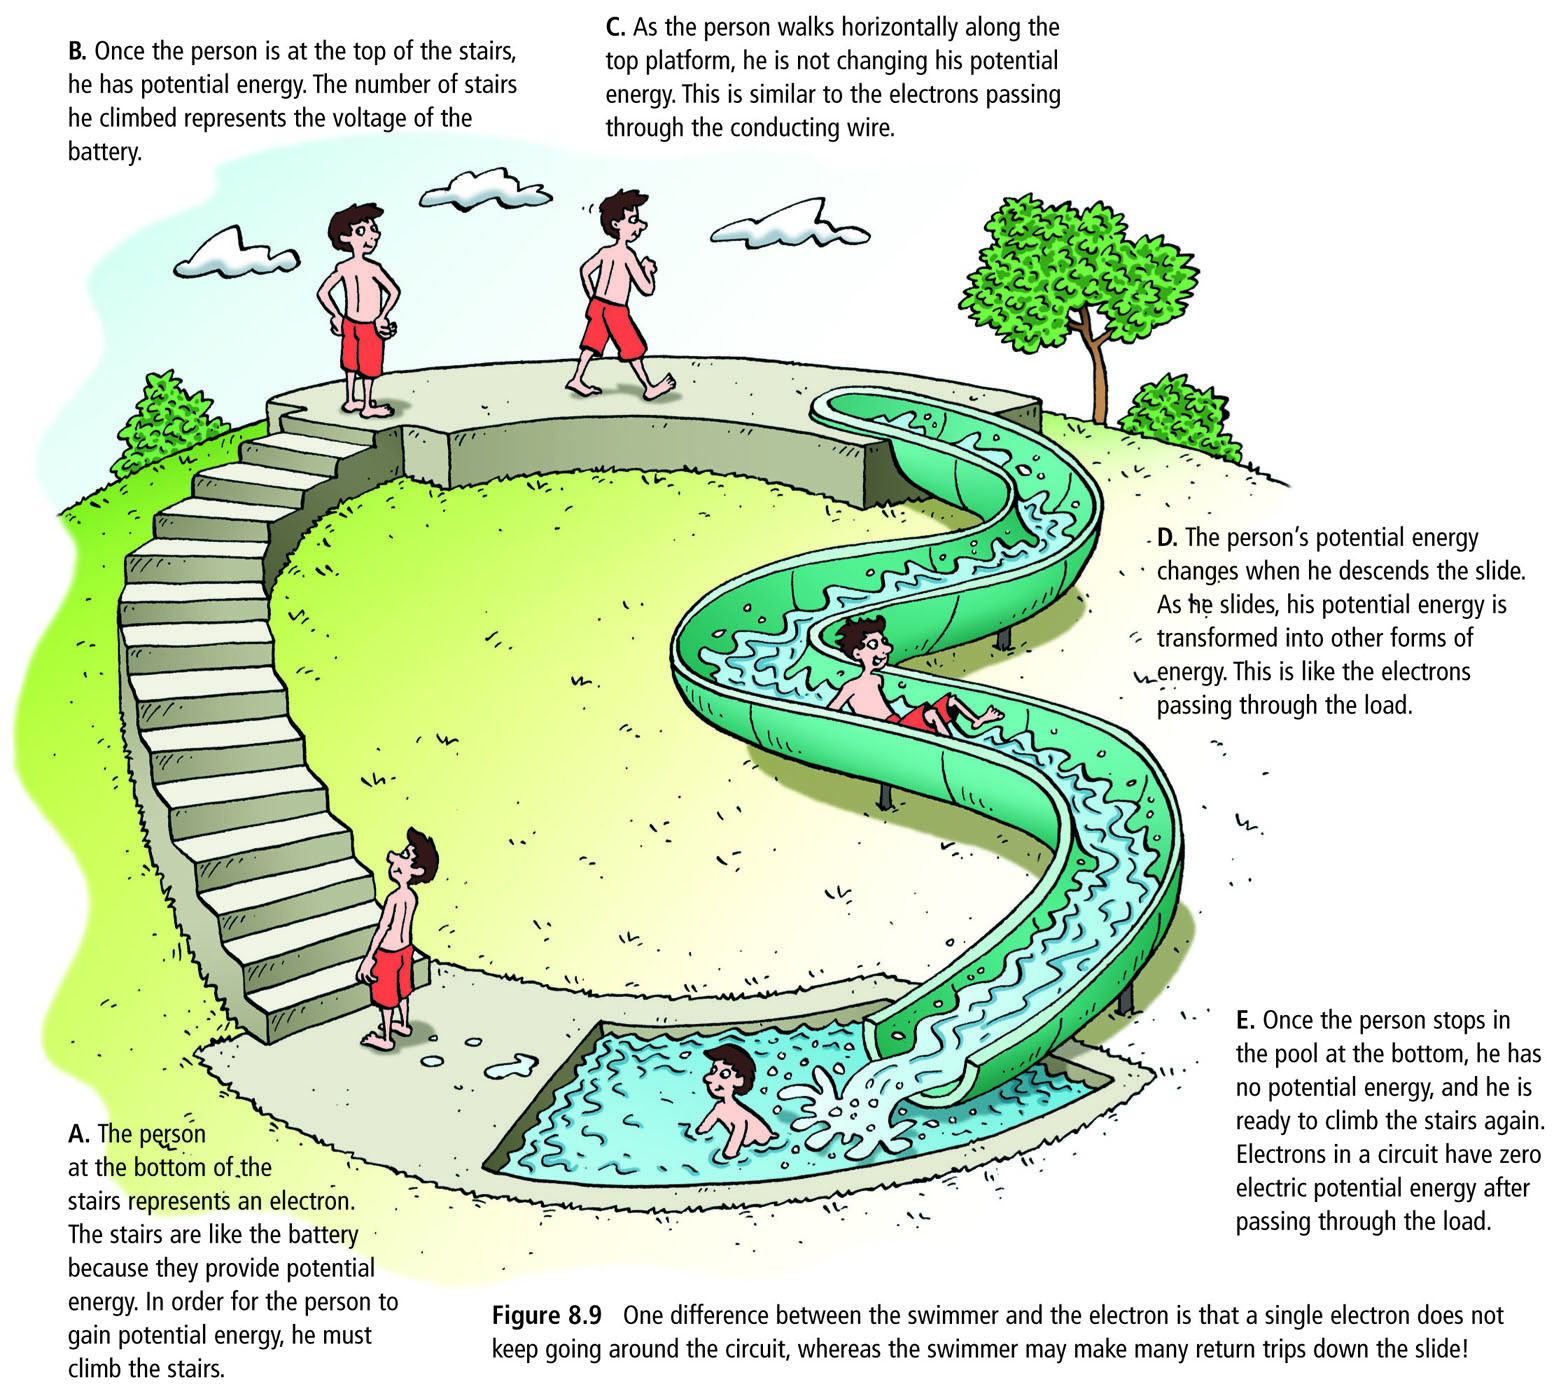 B. Once the person is at the top of the stairs,
he has potential energy. The number of stairs
he climbed represents the voltage of the
battery.
C. As the person walks horizontally along the
top platform, he is not changing his potential
energy. This is similar to the electrons passing
through the conducting wire.
D. The person's potential energy
changes when he descends the slide.
As he slides, his potential energy is
transformed into other forms of
energy. This is like the electrons
passing through the load.
E. Once the person stops in
the pool at the bottom, he has
no potential energy, and he is
ready to climb the stairs again.
Electrons in a circuit have zero
electric potential energy after
passing through the load.
A. The person
at the bottom of the
stairs represents an electron.
The stairs are like the battery
because they provide potential
energy. In order for the person to
gain potential energy, he must
climb the stairs.
Figure 8.9 One difference between the swimmer and the electron is that a single electron does not
keep going around the circuit, whereas the swimmer may make many return trips down the slide!